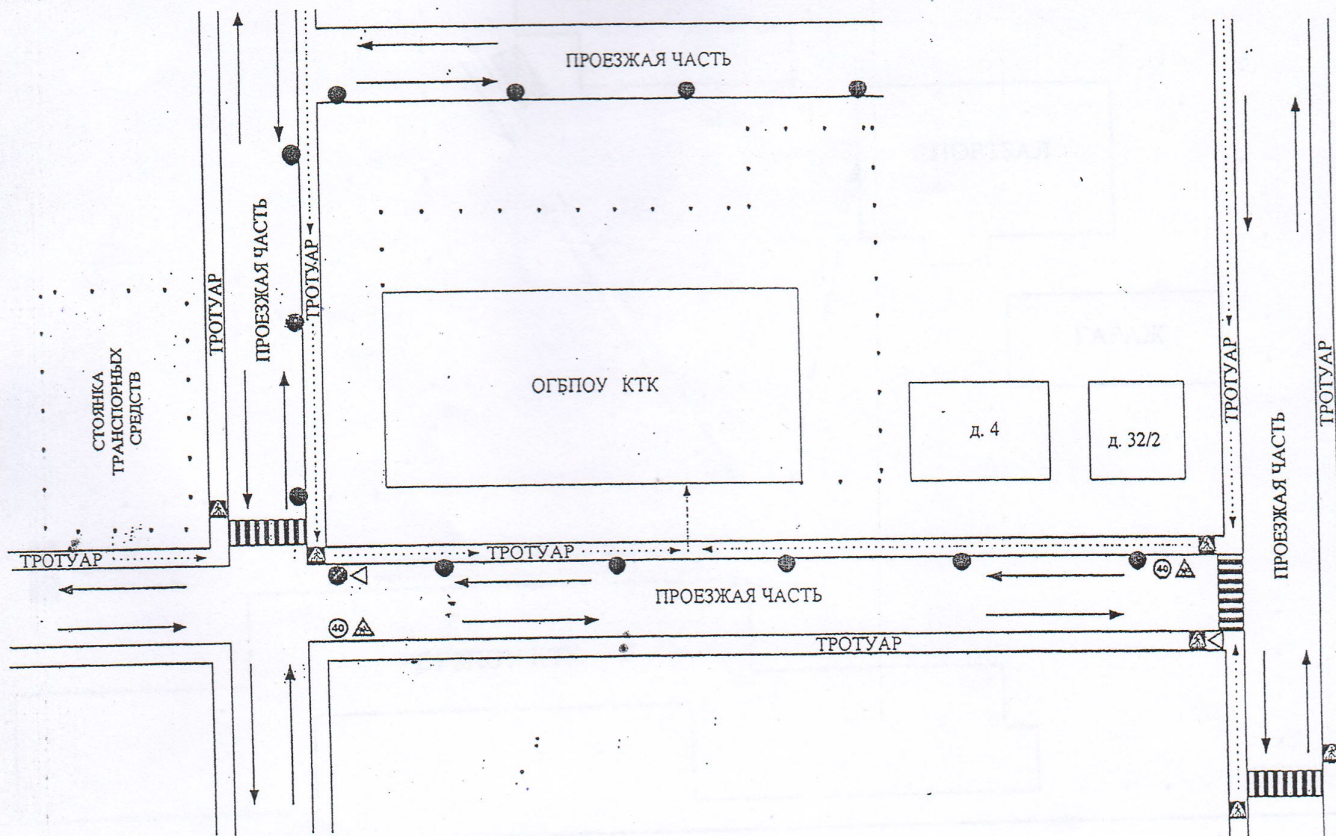 ПРОЕЗЖАЯ ЧАСТЬ
ТРОТУАР
ПРОЕЗЖАЯ ЧАСТЬ
ТРОТУАР
СТОЯНКА
ТРАНСПОРТНЫХ
СРЕДСТВ
ОГБПОУ КТК
д. 4
д. 32/2
ТРОТУАР
ПРОЕЗЖАЯ ЧАСТЬ
ТРОТУАР
ТРОТУАР
ТРОТУАР
40
ПРОЕЗЖАЯ ЧАСТЬ
40
ТРОТУАР